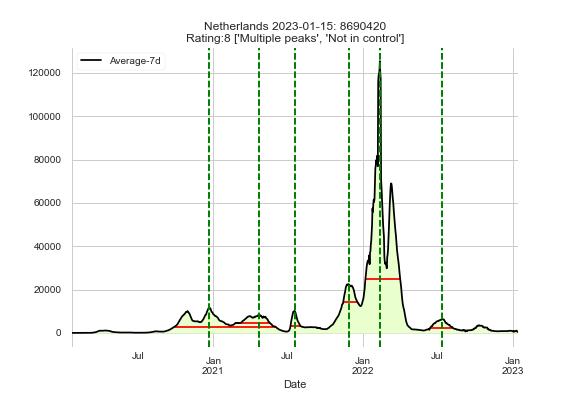 Netherlands 2023-01-15: 8690420
Rating:8 ['Multiple peaks', 'Not in control']
Average-7d
120000
100000
80000
60000
40000
20000
0
Jul
Jan
2021
Jul
Jan
2022
Jul
Jan
2023
Date